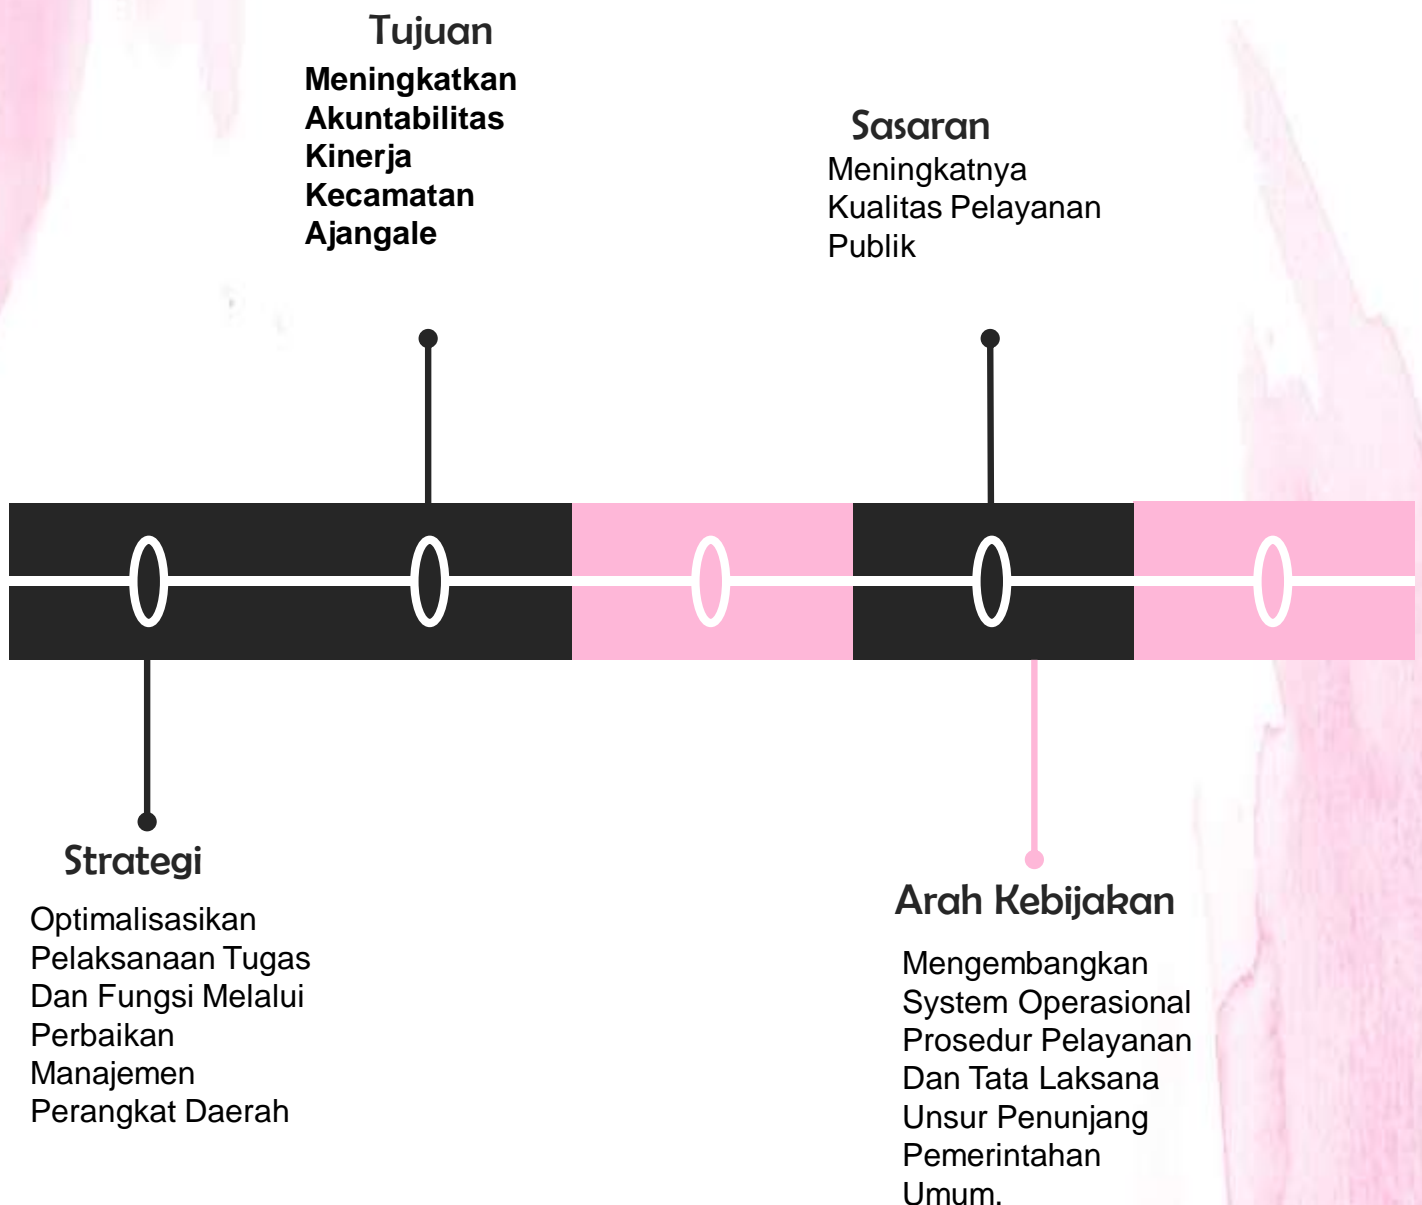 Tujuan
Meningkatkan
Akuntabilitas
Kinerja
Kecamatan
Ajangale
Sasaran
Meningkatnya
Kualitas Pelayanan
Publik
Strategi
Optimalisasikan
Pelaksanaan Tugas
Dan Fungsi Melalui
Perbaikan
Manajemen
Perangkat Daerah
Arah Kebijakan
Mengembangkan
System Operasional
Prosedur Pelayanan
Dan Tata Laksana
Unsur Penunjang
Pemerintahan
Umum.